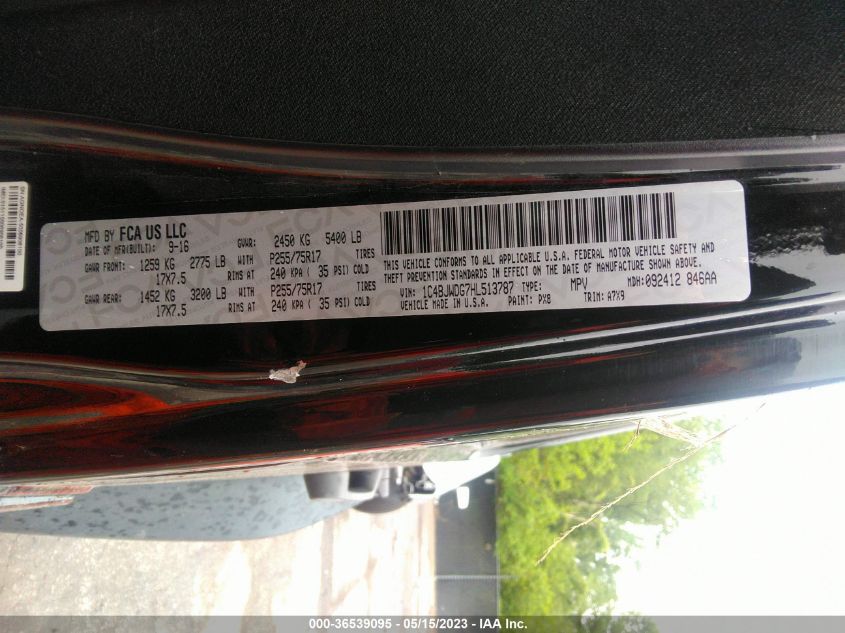 MFD BY FCA US LLC
DATE OF MFR(BUILT): 9-16 GVWR: 2450 KG 5400 LB
GAWR FRONT: 1259 KG 2775 LB WITH P255/75R17 TIRES
17X7.5 RIMS AT 240 KPA ( 35 PSI) COLD
GAWR REAR: 1452 KG 3200 LB WITH P255/75R17 TIRES
17X7.5 RIMS AT 240 KPA ( 35 PSI) COLD
THIS VEHICLE CONFORMS TO ALL APPLICABLE U.S.A. FEDERAL MOTOR VEHICLE SAFETY AND
THEFT PREVENTION STANDARDS IN EFFECT ON THE DATE OF MANUFACTURE SHOWN ABOVE.
VIN: 1C4BJWDG7HL513787 TYPE: MPV MDH:092412 846AA
VEHICLE MADE IN U.S.A. PAINT: PX8 TRIM: A7X9
000-36539095 - 05/15/2023 - IAA Inc.